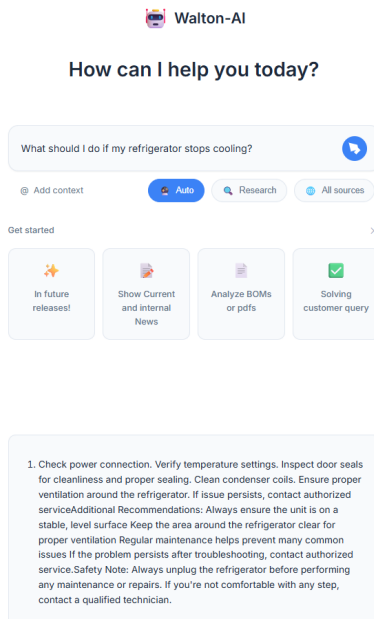 Walton-AI
How can I help you today?
What should I do if my refrigerator stops cooling?
@ Add context
Auto
Research
All sources
Get started
In future
releases!
Show Current
and internal
News
Analyze BOMs
or pdfs
Solving
customer query
1. Check power connection. Verify temperature settings. Inspect door seals
for cleanliness and proper sealing. Clean condenser coils. Ensure proper
ventilation around the refrigerator. If issue persists, contact authorized
serviceAdditional Recommendations: Always ensure the unit is on a
stable, level surface Keep the area around the refrigerator clear for
proper ventilation Regular maintenance helps prevent many common
issues If the problem persists after troubleshooting, contact authorized
service.Safety Note: Always unplug the refrigerator before performing
any maintenance or repairs. If you're not comfortable with any step,
contact a qualified technician.